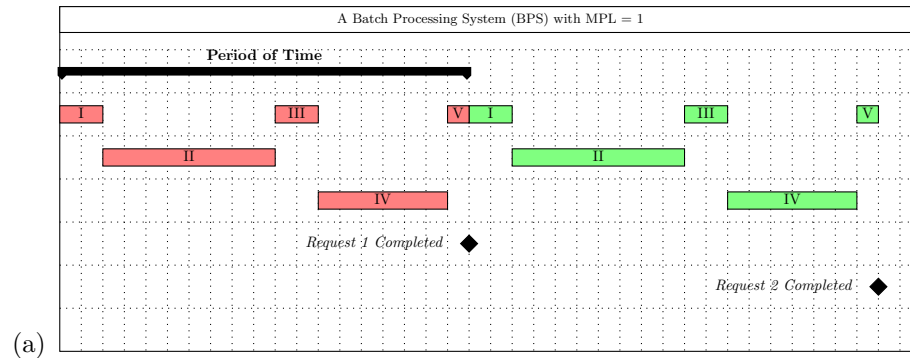 A Batch Processing System (BPS) with MPL = 1
Period of Time
I III V I III V
II II
IV IV
Request 1 Completed
Request 2 Completed
(a)